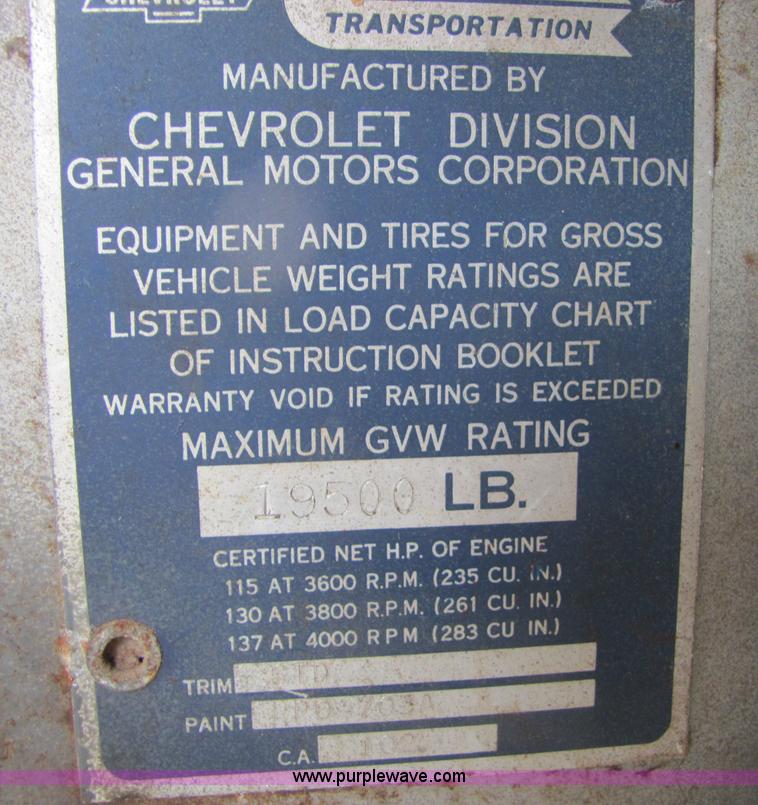 CHEVROLET
TRANSPORTATION
MANUFACTURED BY
CHEVROLET DIVISION
GENERAL MOTORS CORPORATION
EQUIPMENT AND TIRES FOR GROSS
VEHICLE WEIGHT RATINGS ARE
LISTED IN LOAD CAPACITY CHART
OF INSTRUCTION BOOKLET
WARRANTY VOID IF RATING IS EXCEEDED
MAXIMUM GVW RATING
19500 LB.
CERTIFIED NET H.P. OF ENGINE
115 AT 3600 R.P.M. (235 CU. IN.)
130 AT 3800 R.P.M. (261 CU. IN.)
137 AT 4000 R P M (283 CU IN.)
TRIM
PAINT
C.A.
www.purplewave.com